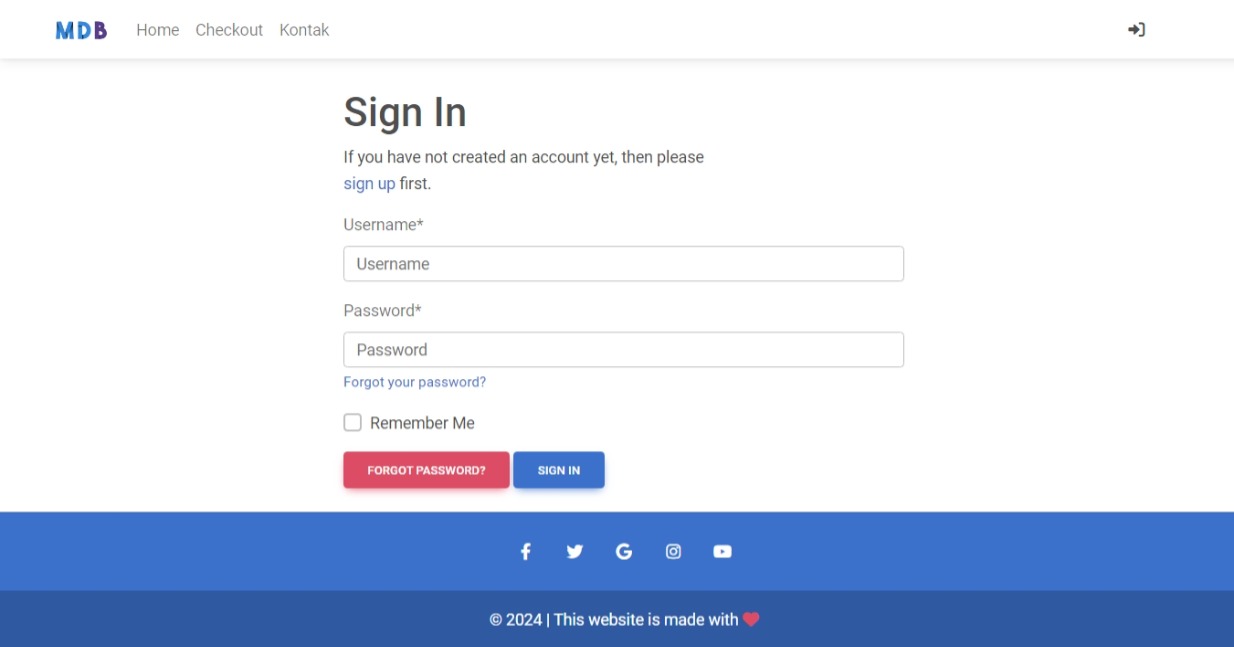 MDB Home Checkout Kontak
Sign In
If you have not created an account yet, then please
sign up first.
Username*
Username
Password*
Password
Forgot your password?
Remember Me
FORGOT PASSWORD? SIGN IN
© 2024 | This website is made with ❤